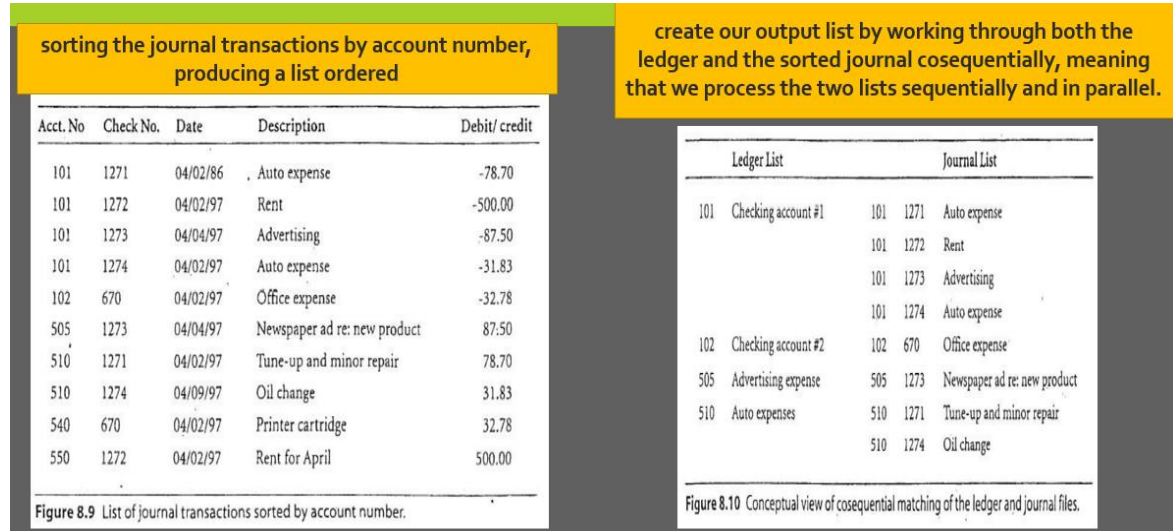 sorting the journal transactions by account number,
producing a list ordered
Acct. No Check No. Date Description Debit/ credit
101 1271 04/02/86 Auto expense -78.70
101 1272 04/02/97 Rent -500.00
101 1273 04/04/97 Advertising -87.50
101 1274 04/02/97 Auto expense -31.83
102 670 04/02/97 Office expense -32.78
505 1273 04/04/97 Newspaper ad re: new product 87.50
510 1271 04/02/97 Tune-up and minor repair 78.70
510 1274 04/09/97 Oil change 31.83
540 670 04/02/97 Printer cartridge 32.78
550 1272 04/02/97 Rent for April 500.00
Figure 8.9 List of journal transactions sorted by account number.
create our output list by working through both the
ledger and the sorted journal cosequentially, meaning
that we process the two lists sequentially and in parallel.
Ledger List Journal List
101 Checking account #1 101 1271 Auto expense
101 1272 Rent
101 1273 Advertising
101 1274 Auto expense
102 Checking account #2 102 670 Office expense
505 Advertising expense 505 1273 Newspaper ad re: new product
510 Auto expenses 510 1271 Tune-up and minor repair
510 1274 Oil change
Figure 8.10 Conceptual view of cosequential matching of the ledger and journal files.